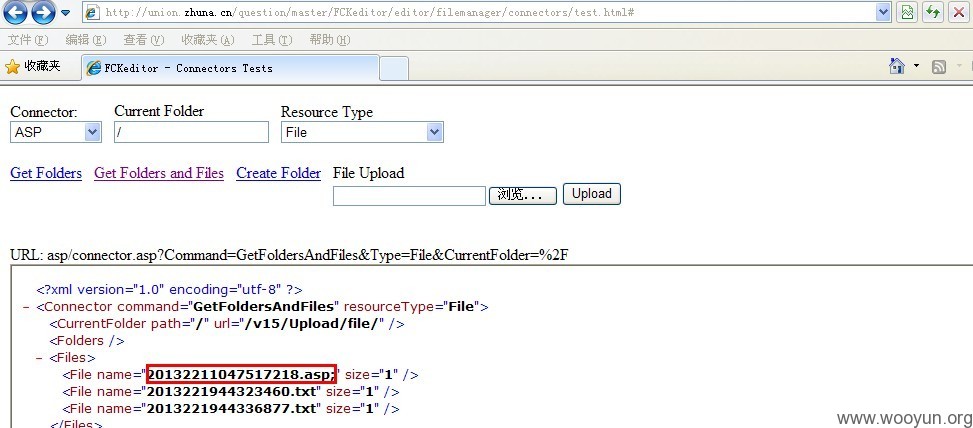 http://union.zhuna.cn/question/master/FCKeditor/editor/filemanager/connectors/test.html#
文件(F) 编辑(E) 查看(V) 收藏夹(A) 工具(T) 帮助(H)
收藏夹 FCKeditor - Connectors Tests
Connector: Current Folder Resource Type
ASP / File
Get Folders Get Folders and Files Create Folder File Upload
浏览... Upload
URL: asp/connector.asp?Command=GetFoldersAndFiles&Type=File&CurrentFolder=%2F
<?xml version="1.0" encoding="utf-8" ?>
- <Connector command="GetFoldersAndFiles" resourceType="File">
<CurrentFolder path="/" url="/v15/Upload/file/" />
<Folders />
- <Files>
<File name="20132211047517218.asp;" size="1" />
<File name="2013221944323460.txt" size="1" />
<File name="2013221944336877.txt" size="1" />
</Files>
www.wooyun.org